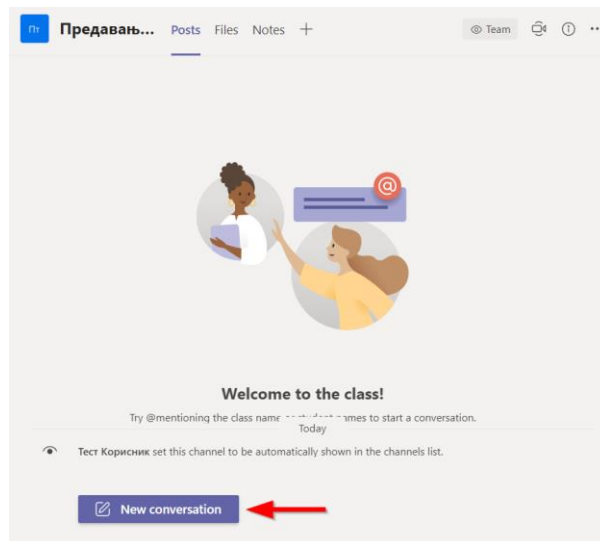 Пт Предавањ... Posts Files Notes + Team
@
Welcome to the class!
Try @mentioning the class name or student names to start a conversation.
Today
Тест Корисник set this channel to be automatically shown in the channels list.
New conversation